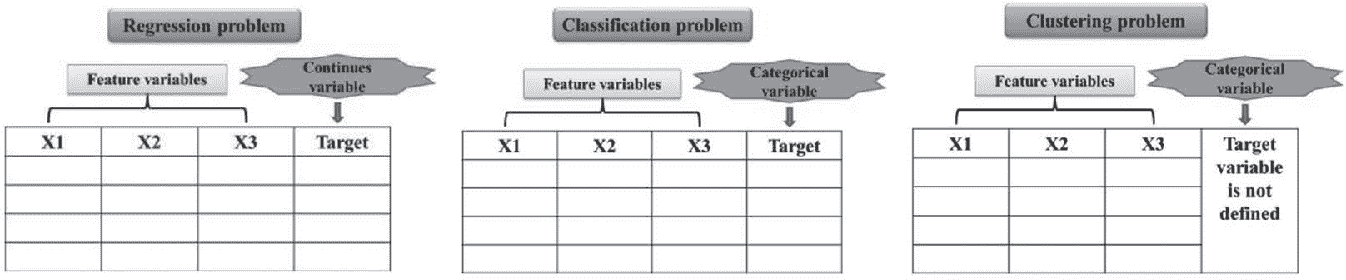 Regression problem
Feature variables
Continues
variable
X1 X2 X3 Target
Classification problem
Feature variables
Categorical
variable
X1 X2 X3 Target
Clustering problem
Feature variables
Categorical
variable
X1 X2 X3 Target
variable
is not
defined